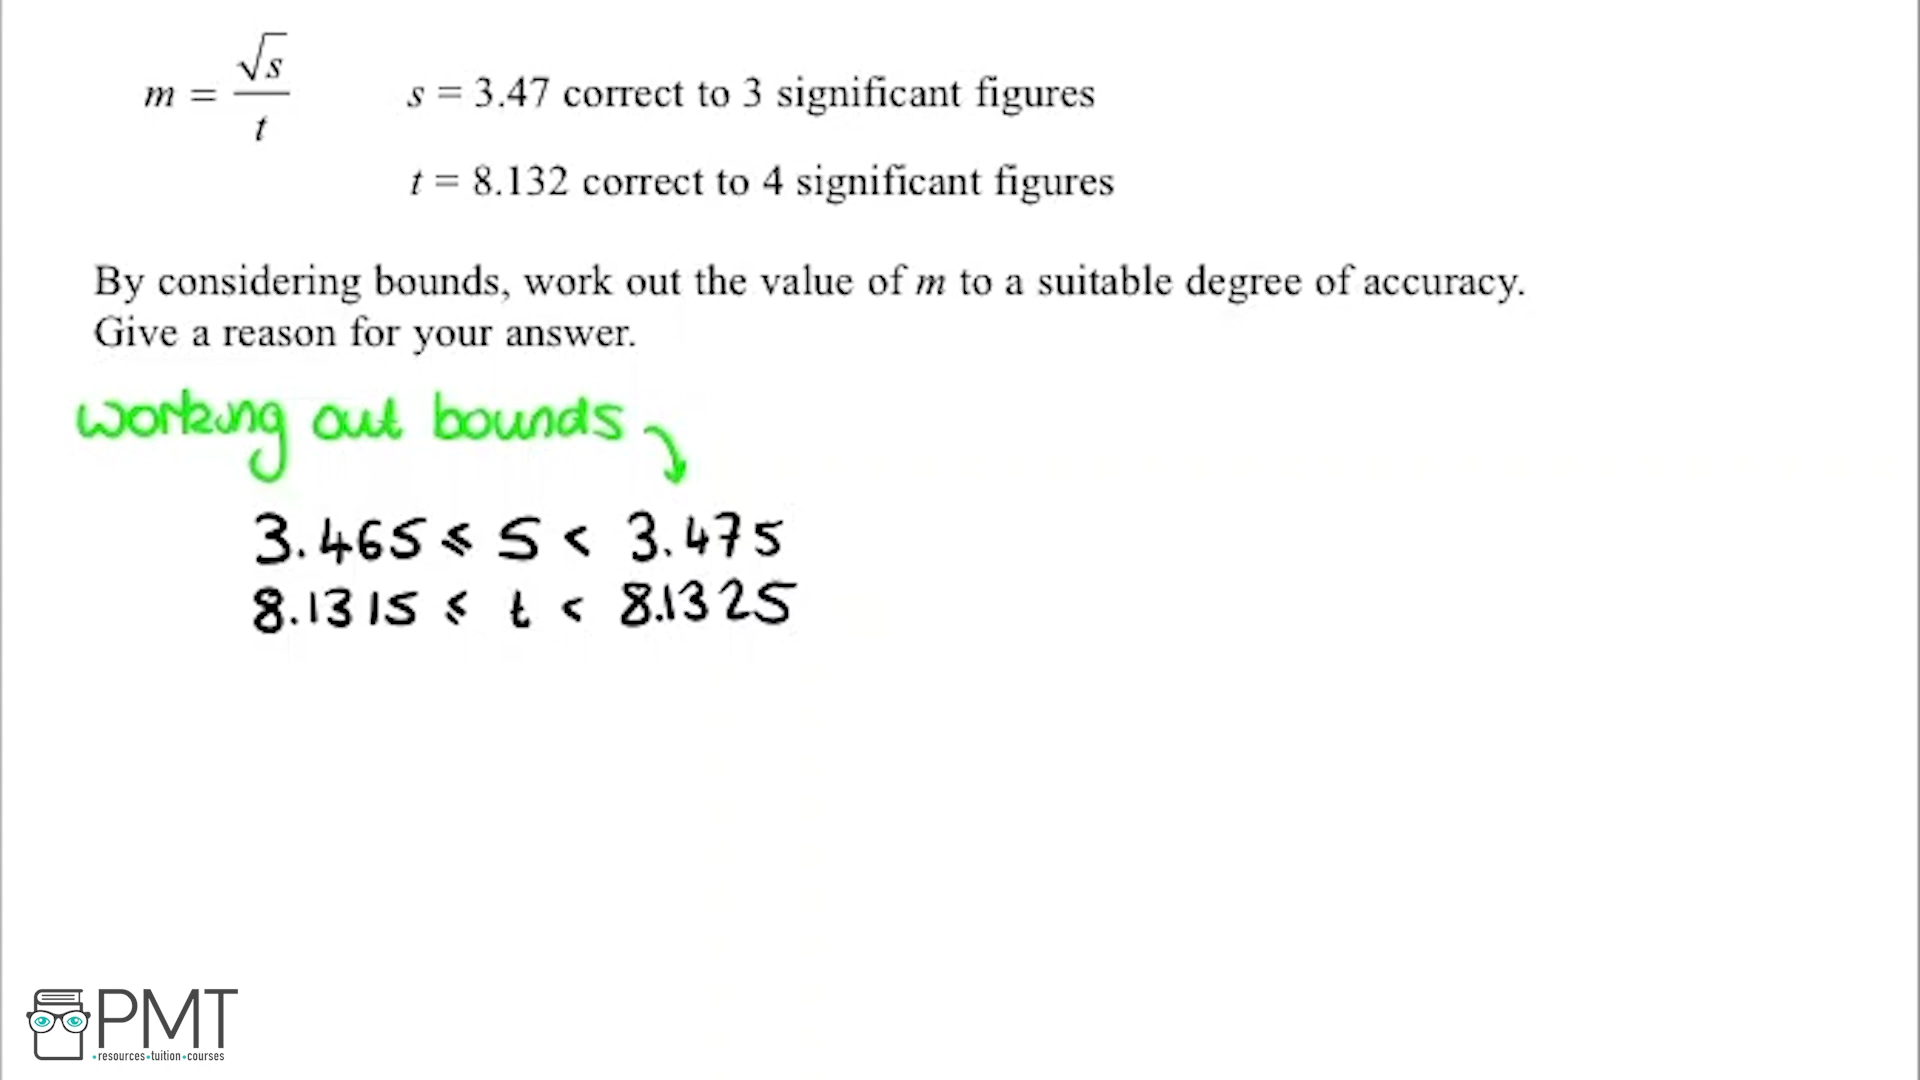 m = √s / t
s = 3.47 correct to 3 significant figures
t = 8.132 correct to 4 significant figures
By considering bounds, work out the value of m to a suitable degree of accuracy.
Give a reason for your answer.
working out bounds
3.465 ⩽ s < 3.475
8.1315 ⩽ t < 8.1325
PMT
•resources•tuition•courses